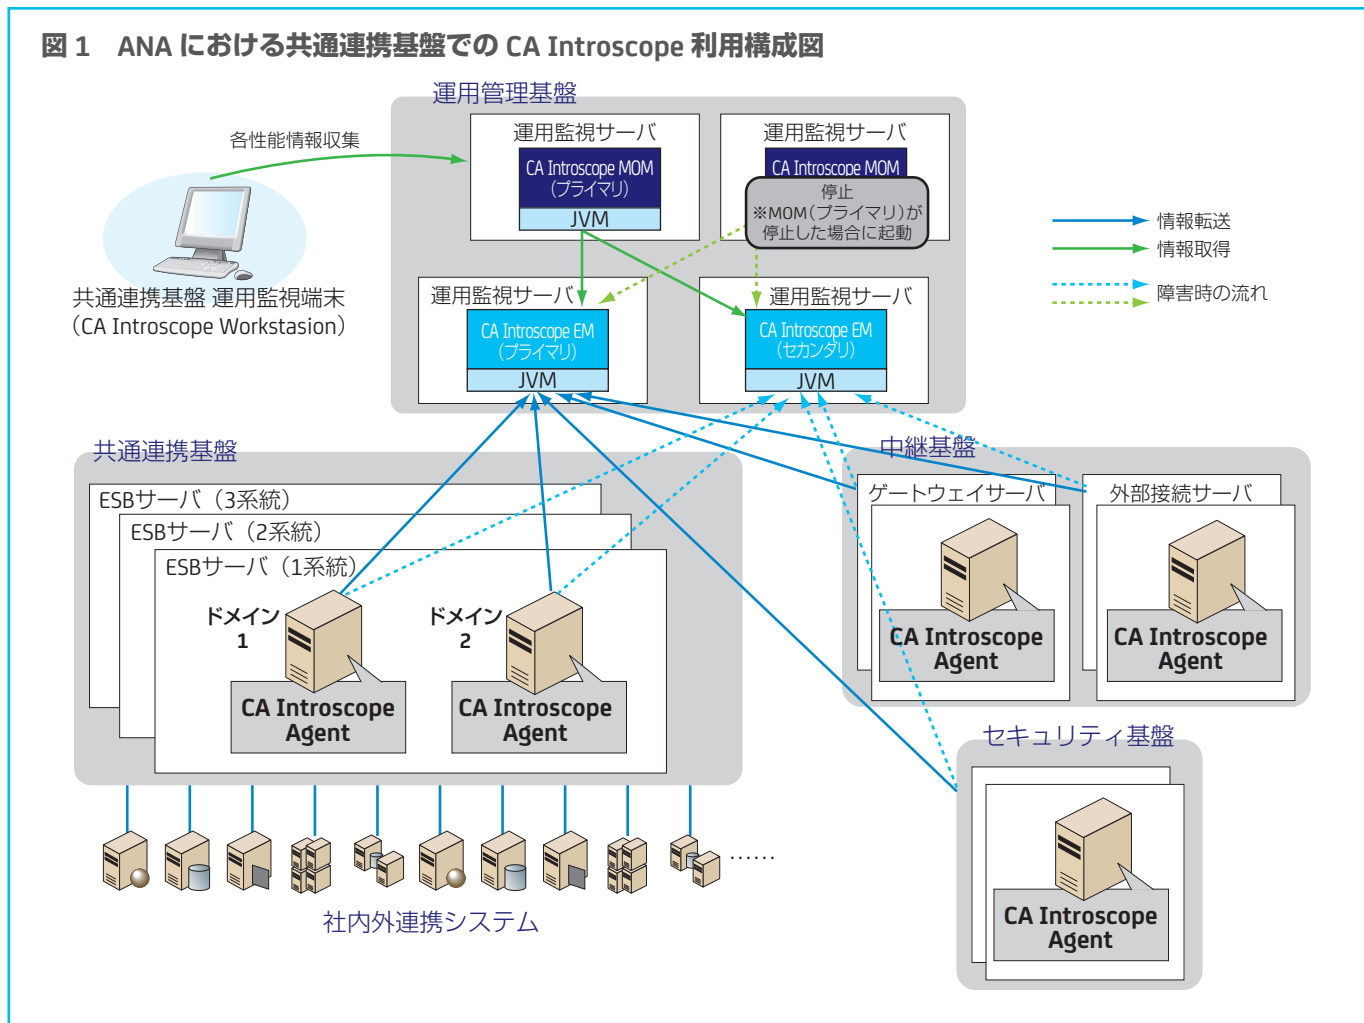 図 1　ANA における共通連携基盤での CA Introscope 利用構成図
運用管理基盤
運用監視サーバ
CA Introscope MOM
（プライマリ）
JVM
運用監視サーバ
CA Introscope MOM
停止
※MOM（プライマリ）が
停止した場合に起動
各性能情報収集
共通連携基盤 運用監視端末
（CA Introscope Workstasion）
情報転送
情報取得
障害時の流れ
運用監視サーバ
CA Introscope EM
（プライマリ）
JVM
運用監視サーバ
CA Introscope EM
（セカンダリ）
JVM
共通連携基盤
ESBサーバ（3系統）
ESBサーバ（2系統）
ESBサーバ（1系統）
ドメイン
1
CA Introscope
Agent
ドメイン
2
CA Introscope
Agent
中継基盤
ゲートウェイサーバ
CA Introscope
Agent
外部接続サーバ
CA Introscope
Agent
セキュリティ基盤
CA Introscope
Agent
……
社内外連携システム